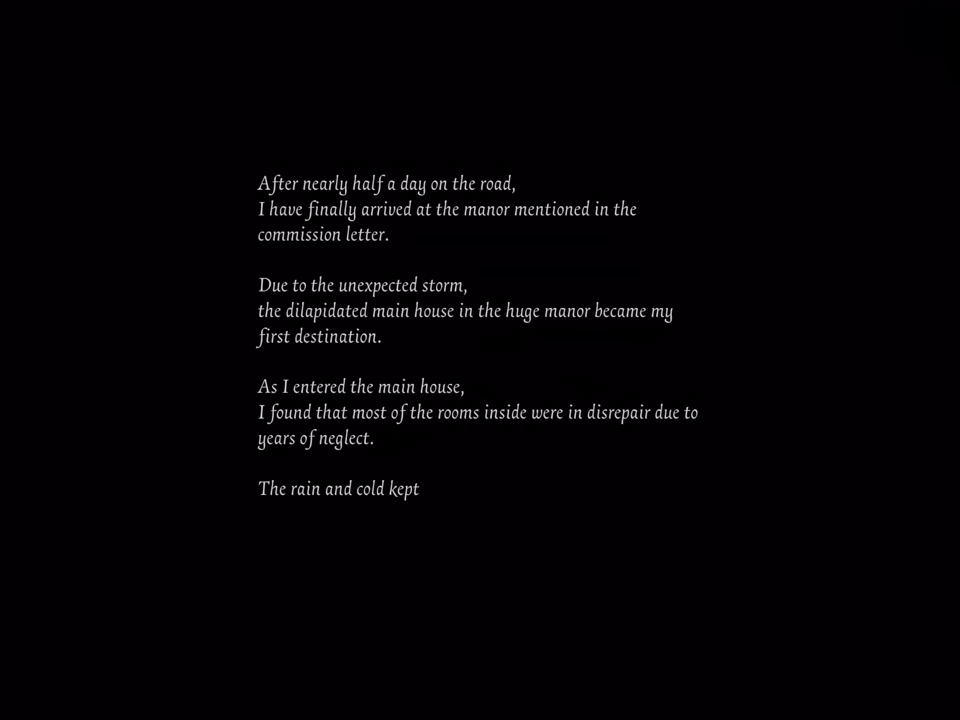 After nearly half a day on the road,
I have finally arrived at the manor mentioned in the
commission letter.
Due to the unexpected storm,
the dilapidated main house in the huge manor became my
first destination.
As I entered the main house,
I found that most of the rooms inside were in disrepair due to
years of neglect.
The rain and cold kept